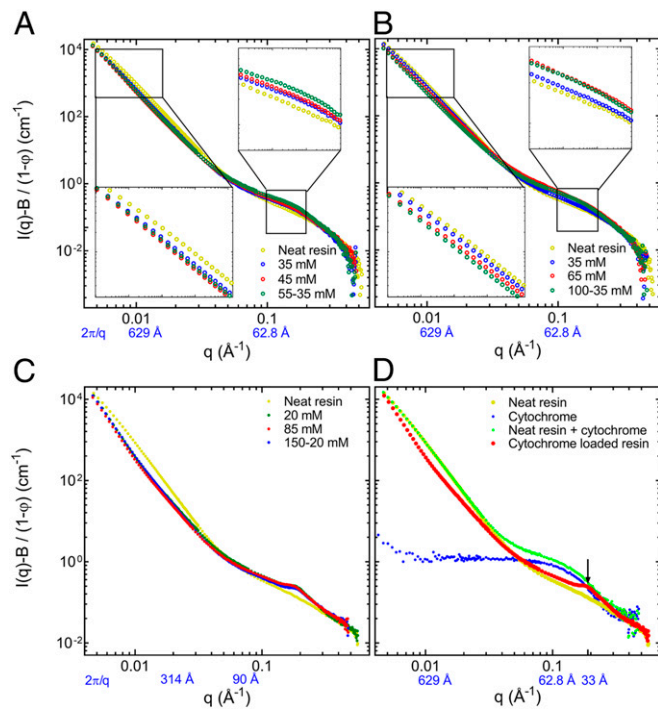 A
B
10⁴
10²
10⁰
10⁻²
I(q)-B / (1-φ) (cm⁻¹)
Neat resin
35 mM
45 mM
55-35 mM
Neat resin
35 mM
65 mM
100-35 mM
0.01
0.1
0.01
0.1
2π/q
629 Å
62.8 Å
629 Å
62.8 Å
q (Å⁻¹)
q (Å⁻¹)
C
D
10⁴
10²
10⁰
10⁻²
I(q)-B / (1-φ) (cm⁻¹)
Neat resin
20 mM
85 mM
150-20 mM
Neat resin
Cytochrome
Neat resin + cytochrome
Cytochrome loaded resin
0.01
0.1
0.01
0.1
2π/q
314 Å
90 Å
629 Å
62.8 Å
33 Å
q (Å⁻¹)
q (Å⁻¹)